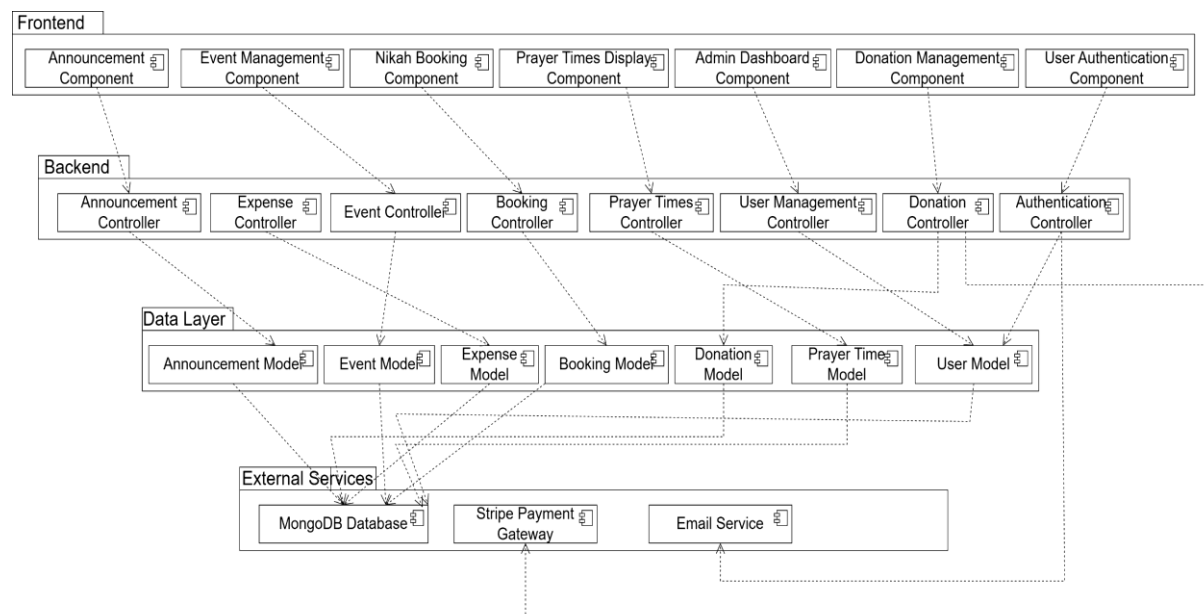 Frontend
Announcement
Component
Event Management
Component
Nikah Booking
Component
Prayer Times Display
Component
Admin Dashboard
Component
Donation Management
Component
User Authentication
Component
Backend
Announcement
Controller
Expense
Controller
Event Controller
Booking
Controller
Prayer Times
Controller
User Management
Controller
Donation
Controller
Authentication
Controller
Data Layer
Announcement Model
Event Model
Expense
Model
Booking Model
Donation
Model
Prayer Time
Model
User Model
External Services
MongoDB Database
Stripe Payment
Gateway
Email Service